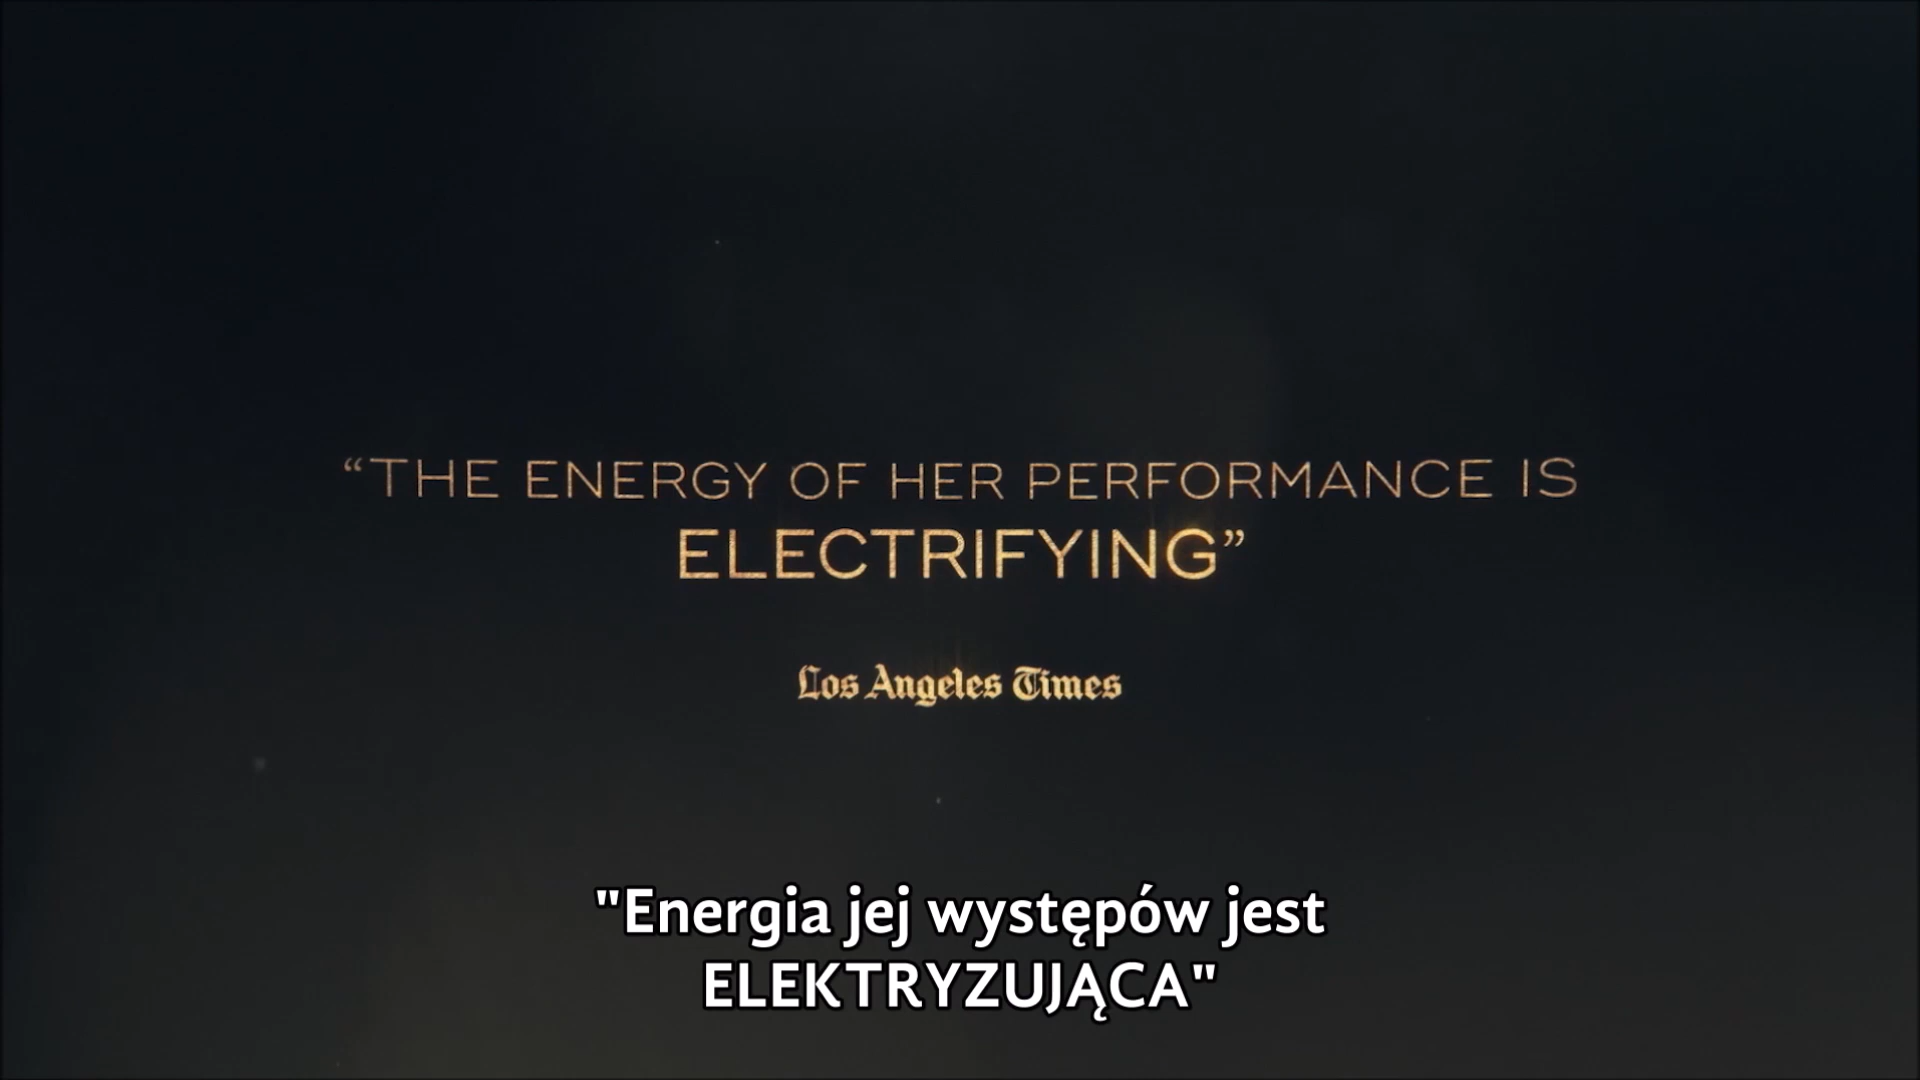 “THE ENERGY OF HER PERFORMANCE IS
ELECTRIFYING”
Los Angeles Times
"Energia jej występów jest
ELEKTRYZUJĄCA"